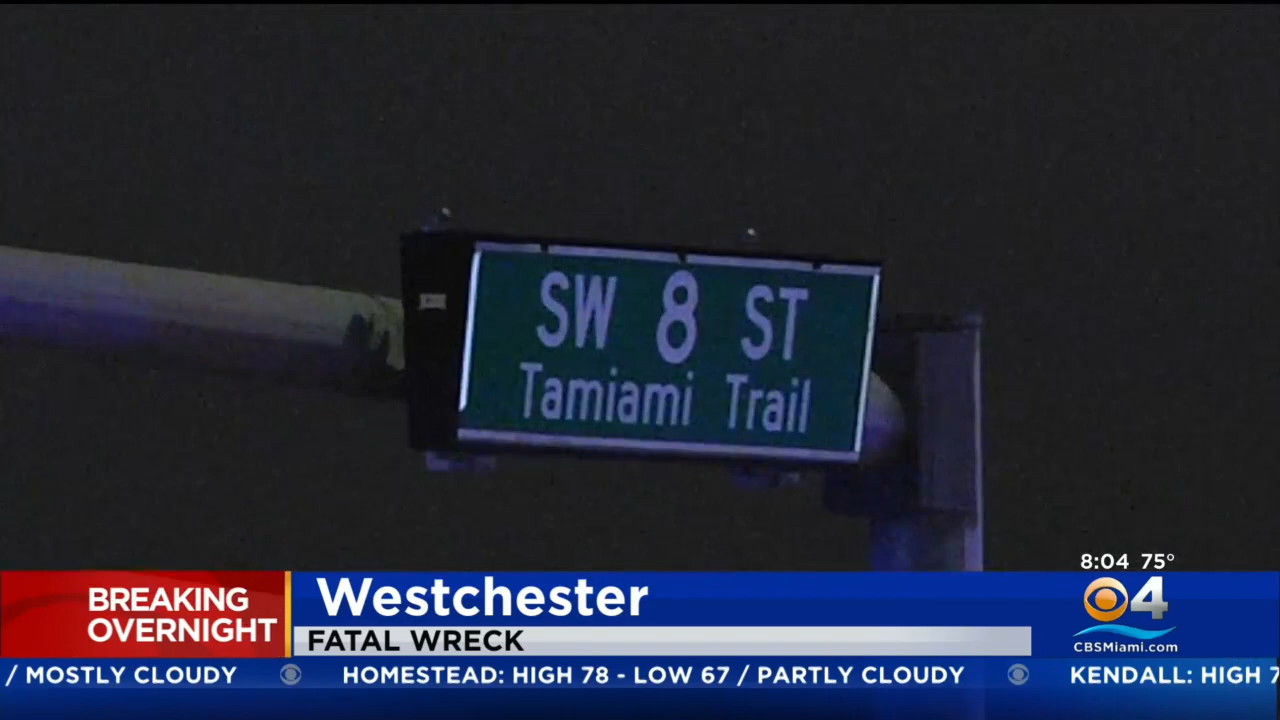 SW 8 ST
Tamiami Trail
8:04 75°
BREAKING
OVERNIGHT
Westchester
FATAL WRECK
4
CBSMiami.com
/ MOSTLY CLOUDY HOMESTEAD: HIGH 78 - LOW 67 / PARTLY CLOUDY KENDALL: HIGH 7